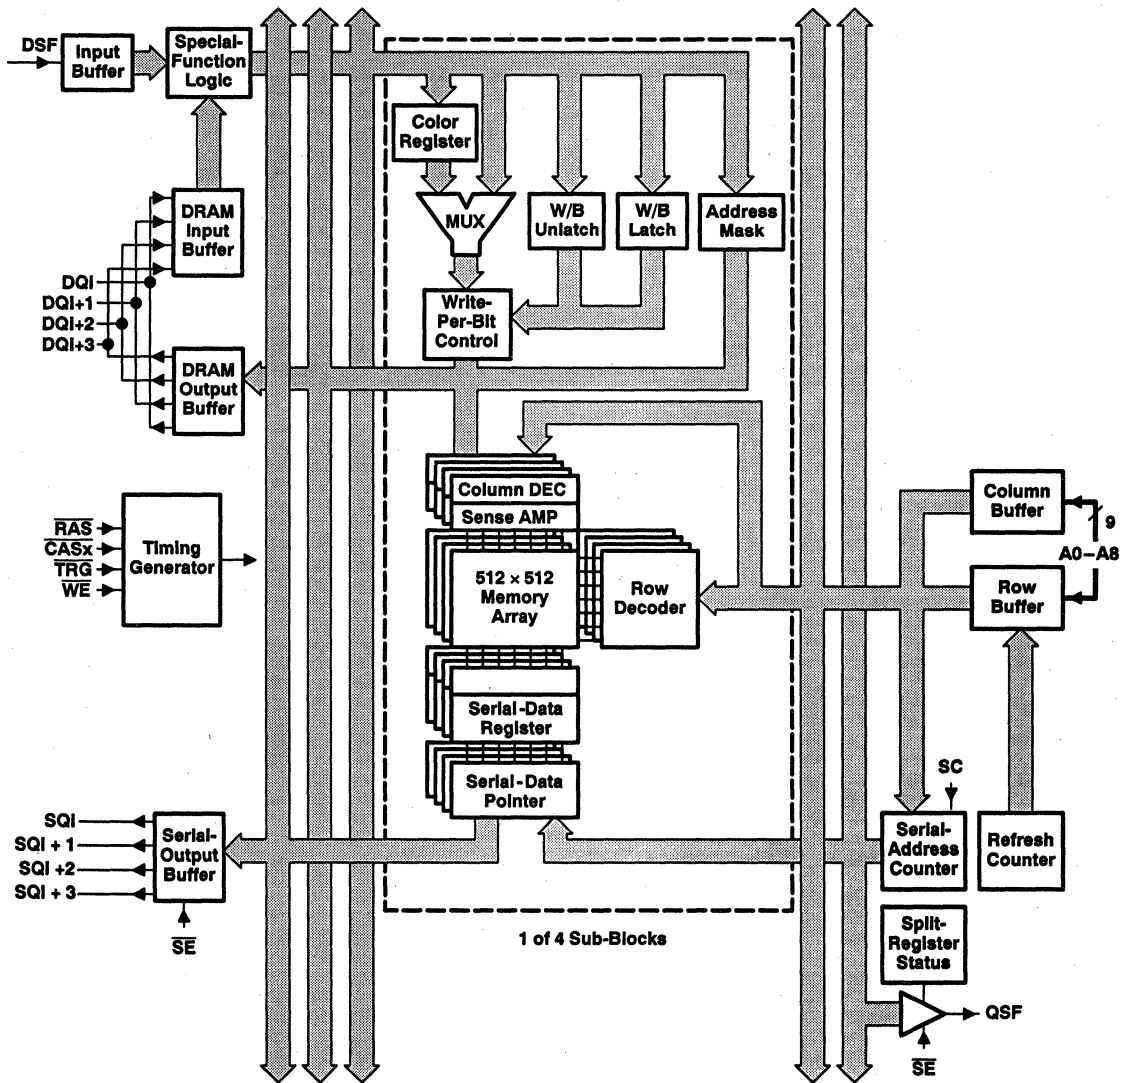 DSF
Input
Buffer
Special-
Function
Logic
Color
Register
MUX
W/B
Unlatch
W/B
Latch
Address
Mask
DRAM
Input
Buffer
DQi
DQi+1
DQi+2
DQi+3
Write-
Per-Bit
Control
DRAM
Output
Buffer
Column DEC
Sense AMP
512 × 512
Memory
Array
Row
Decoder
Column
Buffer
9
A0–A8
Row
Buffer
RAS
CASx
TRG
WE
Timing
Generator
Serial-Data
Register
Serial-Data
Pointer
SC
Serial-
Address
Counter
Refresh
Counter
SQi
SQi + 1
SQi +2
SQi + 3
Serial-
Output
Buffer
SE
1 of 4 Sub-Blocks
Split-
Register
Status
QSF
SE